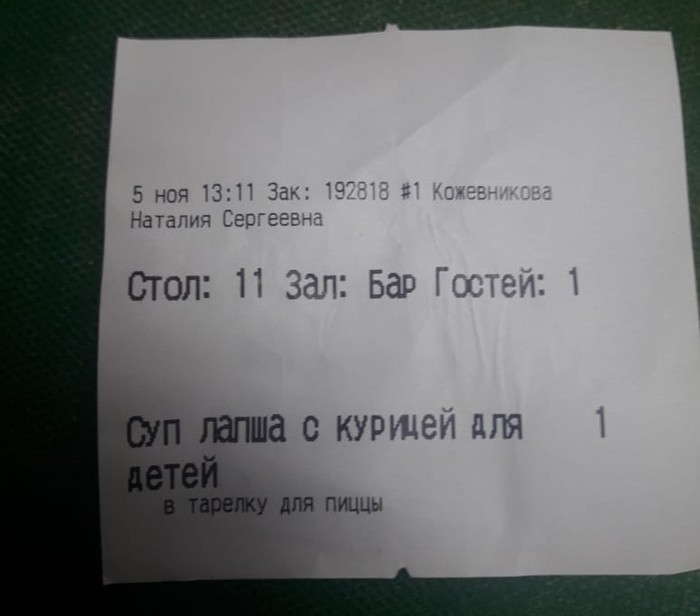 5 ноя 13:11 Зак: 192818 #1 Кожевникова
Наталия Сергеевна
Стол: 11 Зал: Бар Гостей: 1
Суп лапша с курицей для 1
детей
в тарелку для пиццы